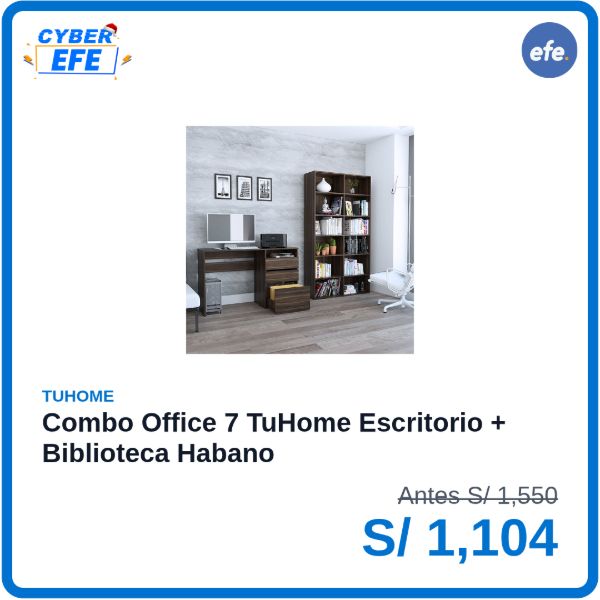 CYBER
EFE
efe.
TUHOME
Combo Office 7 TuHome Escritorio +
Biblioteca Habano
Antes S/ 1,550
S/ 1,104